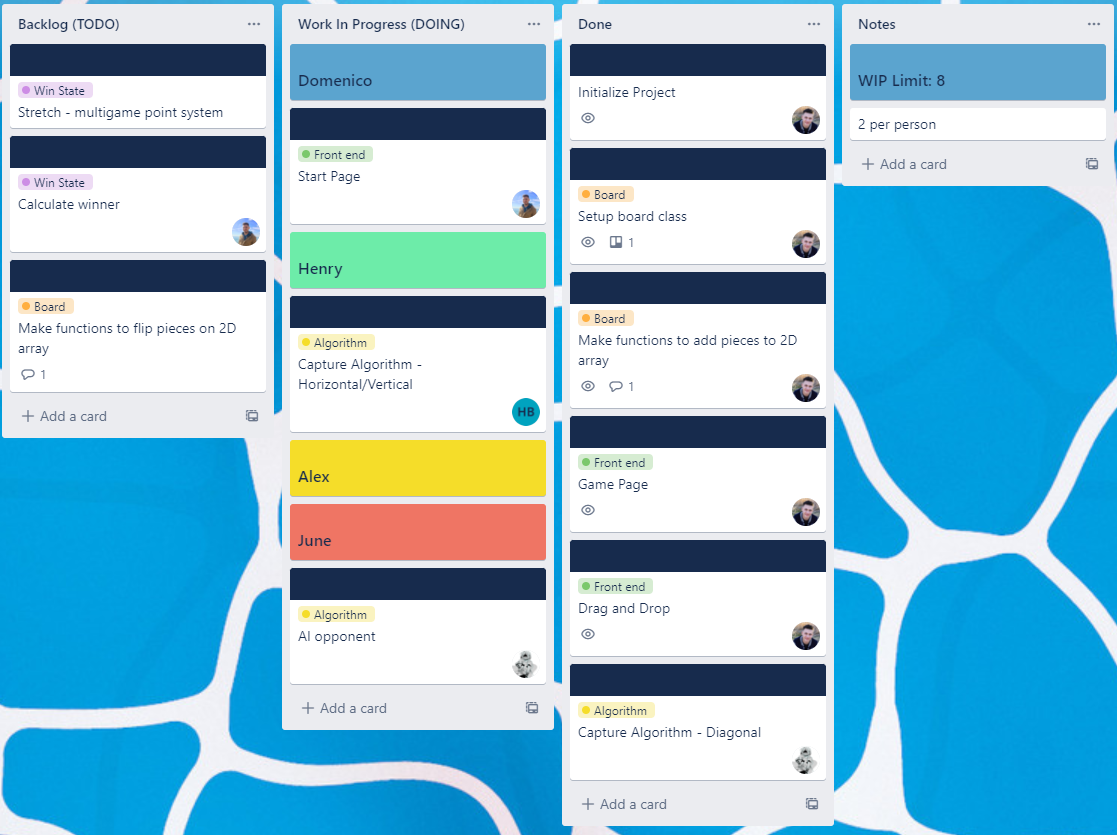 Backlog (TODO)
Win State
Stretch - multigame point system
Win State
Calculate winner
Board
Make functions to flip pieces on 2D
array
1
Add a card
Work In Progress (DOING)
Domenico
Front end
Start Page
Henry
Algorithm
Capture Algorithm -
Horizontal/Vertical
HB
Alex
June
Algorithm
AI opponent
Add a card
Done
Initialize Project
Board
Setup board class
1
Board
Make functions to add pieces to 2D
array
1
Front end
Game Page
Front end
Drag and Drop
Algorithm
Capture Algorithm - Diagonal
Add a card
Notes
WIP Limit: 8
2 per person
Add a card